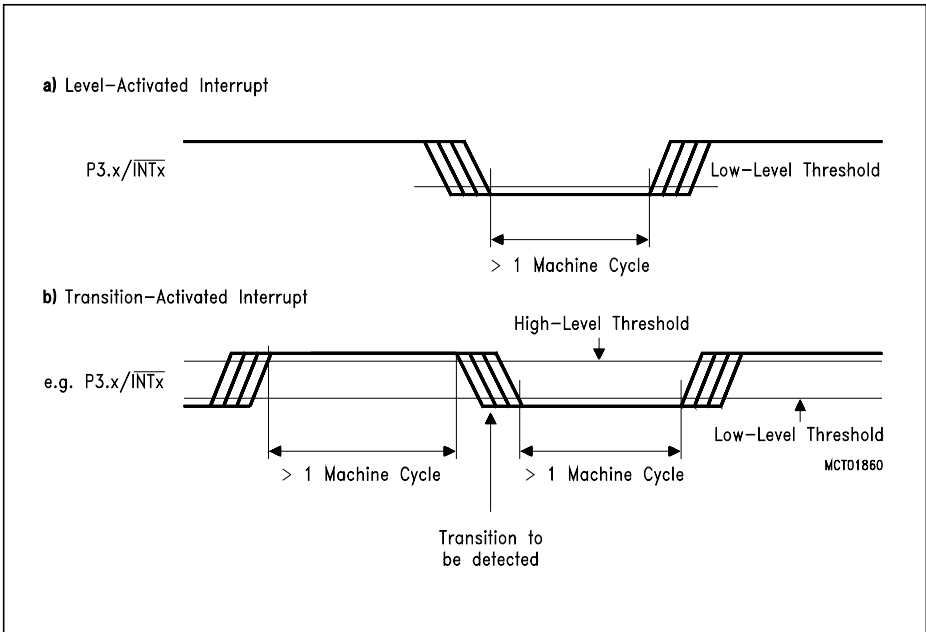 a) Level-Activated Interrupt
P3.x/INTx
Low-Level Threshold
> 1 Machine Cycle
b) Transition-Activated Interrupt
High-Level Threshold
e.g. P3.x/INTx
Low-Level Threshold
MCT01860
> 1 Machine Cycle
> 1 Machine Cycle
Transition to
be detected